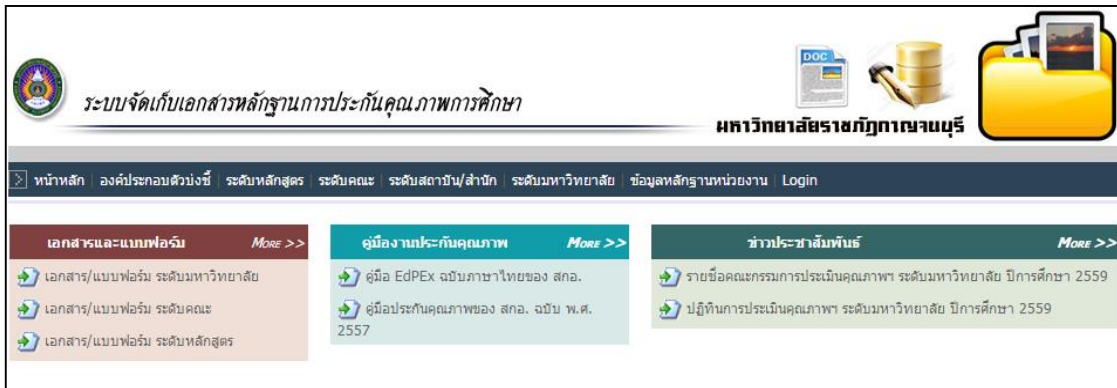 DOC
ระบบจัดเก็บเอกสารหลักฐานการประกันคุณภาพการศึกษา
มหาวิทยาลัยราชภัฏกาญจนบุรี
หน้าหลัก | องค์ประกอบตัวบ่งชี้ | ระดับหลักสูตร | ระดับคณะ | ระดับสถาบัน/สำนัก | ระดับมหาวิทยาลัย | ข้อมูลหลักฐานหน่วยงาน | Login
เอกสารและแบบฟอร์ม MORE >>
เอกสาร/แบบฟอร์ม ระดับมหาวิทยาลัย
เอกสาร/แบบฟอร์ม ระดับคณะ
เอกสาร/แบบฟอร์ม ระดับหลักสูตร
คู่มืองานประกันคุณภาพ MORE >>
คู่มือ EdPEx ฉบับภาษาไทยของ สกอ.
คู่มือประกันคุณภาพของ สกอ. ฉบับ พ.ศ.
2557
ข่าวประชาสัมพันธ์ MORE >>
รายชื่อคณะกรรมการประเมินคุณภาพฯ ระดับมหาวิทยาลัย ปีการศึกษา 2559
ปฏิทินการประเมินคุณภาพฯ ระดับมหาวิทยาลัย ปีการศึกษา 2559